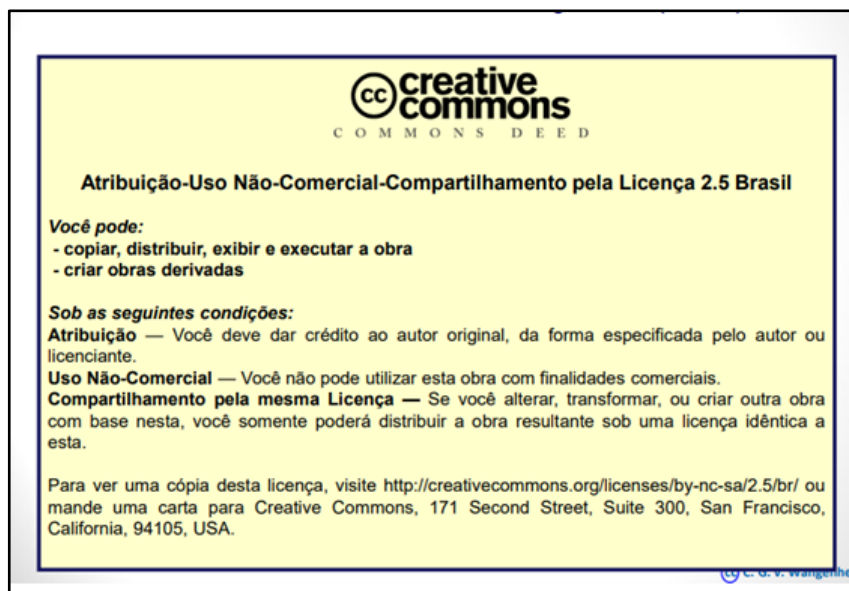 cc creative
commons
COMMONS DEED
Atribuição-Uso Não-Comercial-Compartilhamento pela Licença 2.5 Brasil
Você pode:
- copiar, distribuir, exibir e executar a obra
- criar obras derivadas
Sob as seguintes condições:
Atribuição — Você deve dar crédito ao autor original, da forma especificada pelo autor ou
licenciante.
Uso Não-Comercial — Você não pode utilizar esta obra com finalidades comerciais.
Compartilhamento pela mesma Licença — Se você alterar, transformar, ou criar outra obra
com base nesta, você somente poderá distribuir a obra resultante sob uma licença idêntica a
esta.
Para ver uma cópia desta licença, visite http://creativecommons.org/licenses/by-nc-sa/2.5/br/ ou
mande uma carta para Creative Commons, 171 Second Street, Suite 300, San Francisco,
California, 94105, USA.
cc C. G. V.